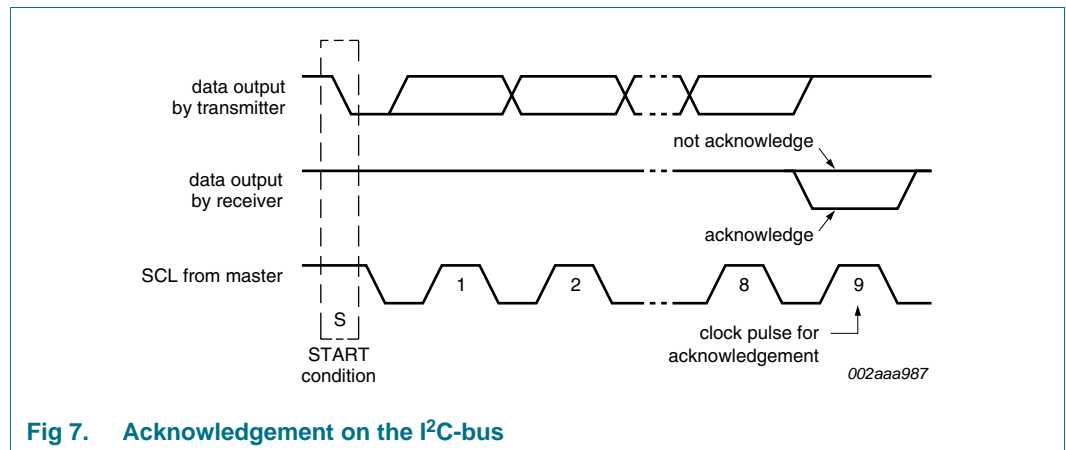 data output
by transmitter
not acknowledge
data output
by receiver
acknowledge
SCL from master
1
2
8
9
S
START
condition
clock pulse for
acknowledgement
002aaa987
Fig 7. Acknowledgement on the I²C-bus